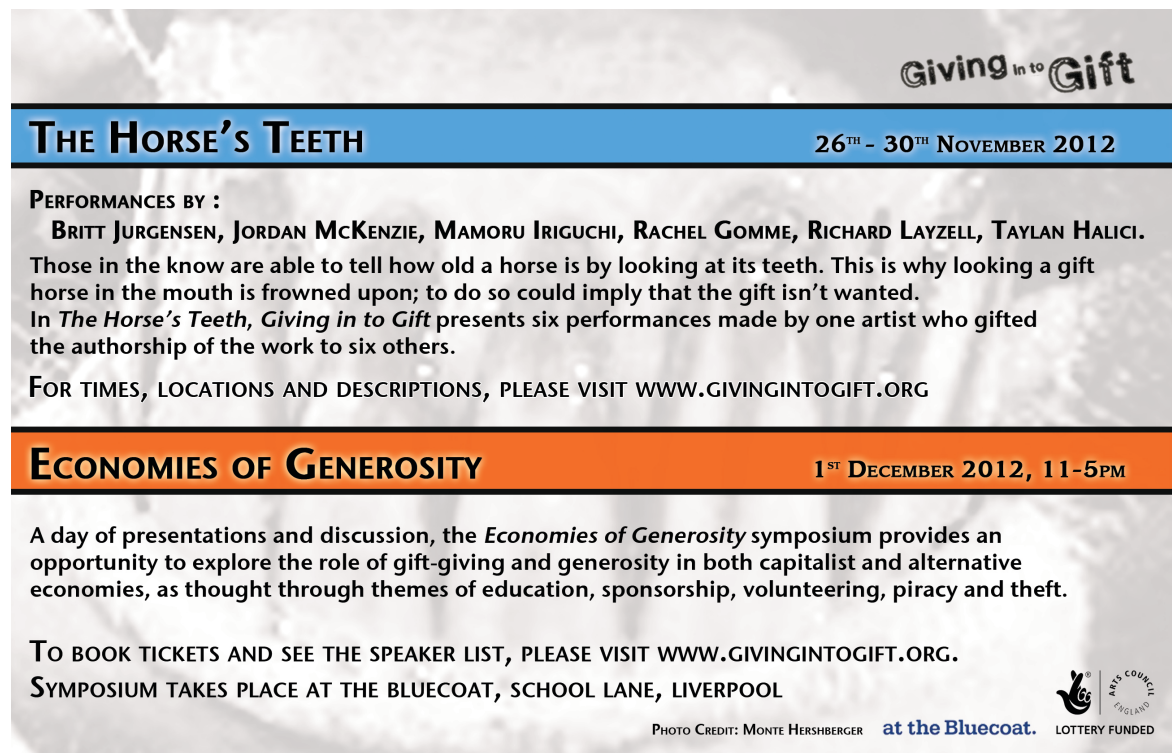 Giving in to Gift
The Horse's Teeth
26th - 30th November 2012
Performances by :
Britt Jurgensen, Jordan McKenzie, Mamoru Iriguchi, Rachel Gomme, Richard Layzell, Taylan Halici.
Those in the know are able to tell how old a horse is by looking at its teeth. This is why looking a gift
horse in the mouth is frowned upon; to do so could imply that the gift isn't wanted.
In The Horse's Teeth, Giving in to Gift presents six performances made by one artist who gifted
the authorship of the work to six others.
For times, locations and descriptions, please visit www.givingintogift.org
Economies of Generosity
1st December 2012, 11-5pm
A day of presentations and discussion, the Economies of Generosity symposium provides an
opportunity to explore the role of gift-giving and generosity in both capitalist and alternative
economies, as thought through themes of education, sponsorship, volunteering, piracy and theft.
To book tickets and see the speaker list, please visit www.givingintogift.org.
Symposium takes place at the bluecoat, school lane, liverpool
Photo Credit: Monte Hershberger
at the Bluecoat.
®
ARTS COUNCIL
ENGLAND
LOTTERY FUNDED